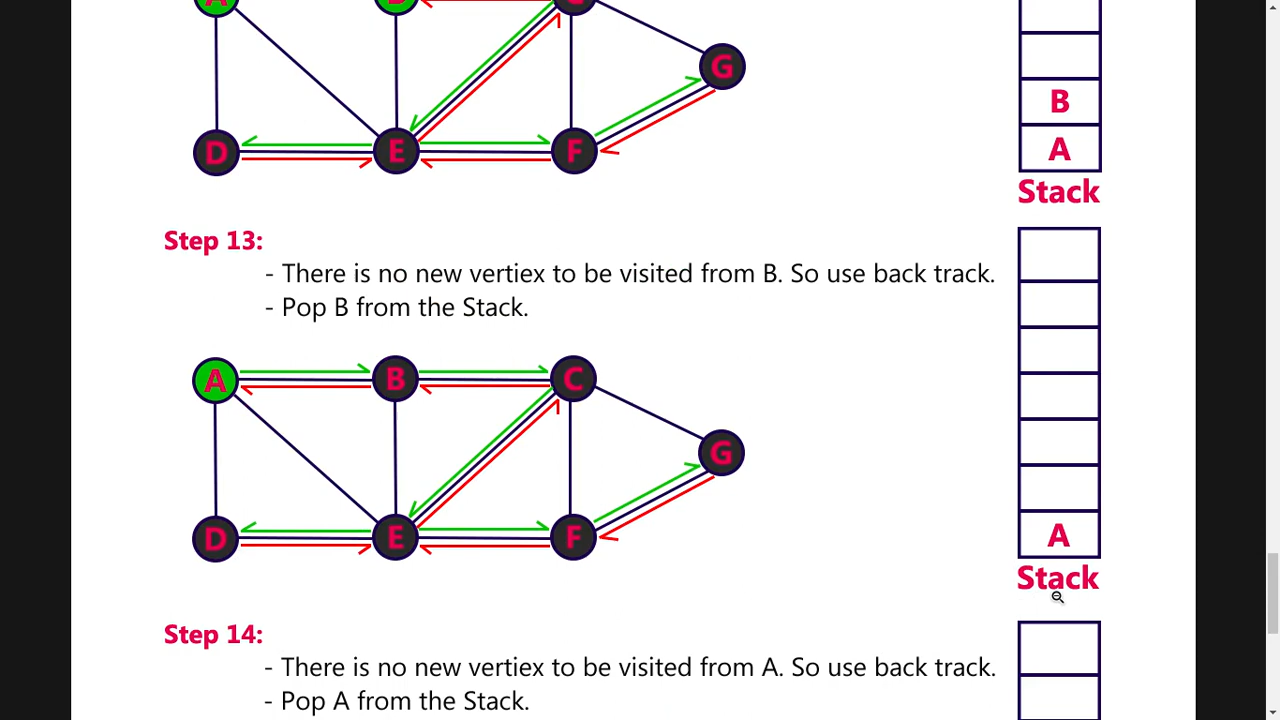 G
B
D
E
F
A
Stack
Step 13:
- There is no new vertiex to be visited from B. So use back track.
- Pop B from the Stack.
A
B
C
G
D
E
F
A
Stack
Step 14:
- There is no new vertiex to be visited from A. So use back track.
- Pop A from the Stack.